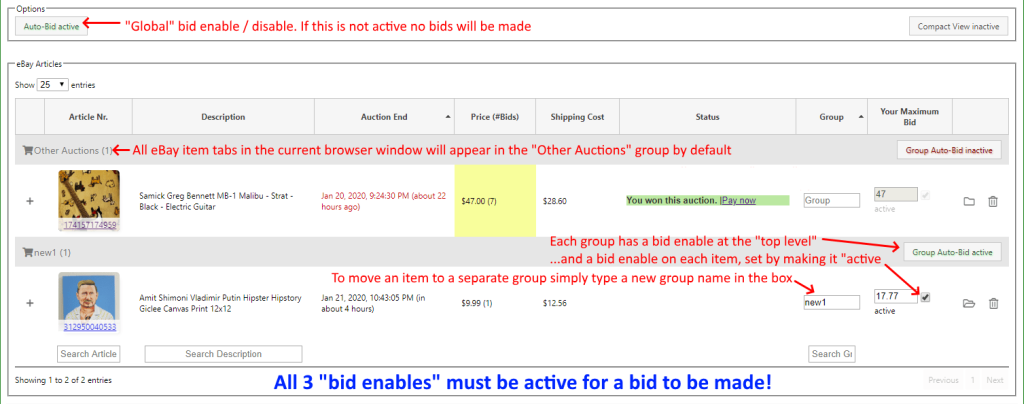 Options
Auto-Bid active
"Global" bid enable / disable. If this is not active no bids will be made
Compact View inactive
eBay Articles
Show 25 entries
Article Nr.
Description
Auction End
Price (#Bids)
Shipping Cost
Status
Group
Your Maximum
Bid
Other Auctions (1)
All eBay item tabs in the current browser window will appear in the "Other Auctions" group by default
Group Auto-Bid inactive
174157174959
Samick Greg Bennett MB-1 Malibu - Strat -
Black - Electric Guitar
Jan 20, 2020, 9:24:30 PM (about 22
hours ago)
$47.00 (7)
$28.60
You won this auction. |Pay now
Group
47
active
new1 (1)
Each group has a bid enable at the "top level"
...and a bid enable on each item, set by making it "active
Group Auto-Bid active
To move an item to a separate group simply type a new group name in the box
312950040533
Amit Shimoni Vladimir Putin Hipster Hipstory
Giclee Canvas Print 12x12
Jan 21, 2020, 10:43:05 PM (in
about 4 hours)
$9.99 (1)
$12.56
new1
17.77
active
Search Article
Search Description
Search Gr
Showing 1 to 2 of 2 entries
All 3 "bid enables" must be active for a bid to be made!
Previous 1 Next